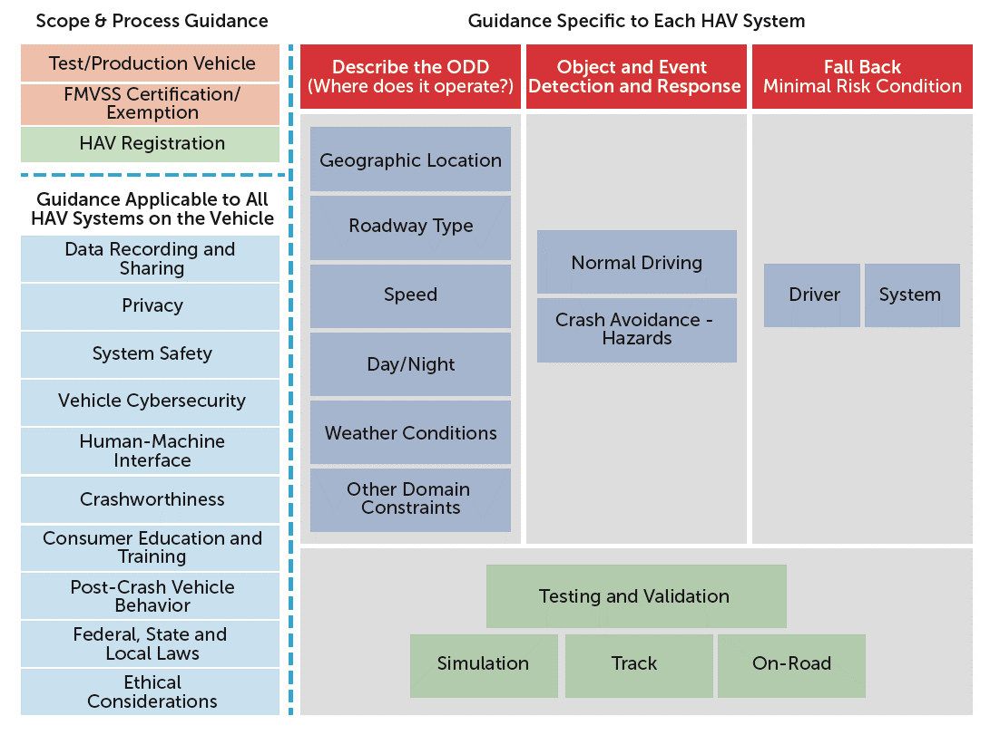 Scope & Process Guidance
Test/Production Vehicle
FMVSS Certification/
Exemption
HAV Registration
Guidance Applicable to All
HAV Systems on the Vehicle
Data Recording and
Sharing
Privacy
System Safety
Vehicle Cybersecurity
Human-Machine
Interface
Crashworthiness
Consumer Education and
Training
Post-Crash Vehicle
Behavior
Federal, State and
Local Laws
Ethical
Considerations
Guidance Specific to Each HAV System
Describe the ODD
(Where does it operate?)
Geographic Location
Roadway Type
Speed
Day/Night
Weather Conditions
Other Domain
Constraints
Object and Event
Detection and Response
Normal Driving
Crash Avoidance -
Hazards
Fall Back
Minimal Risk Condition
Driver
System
Testing and Validation
Simulation
Track
On-Road